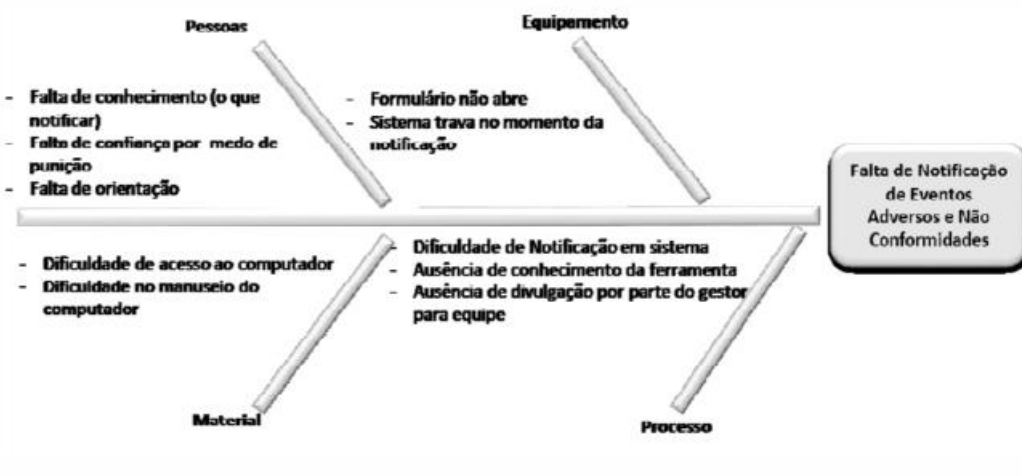 Pessoas
Equipamento
- Falta de conhecimento (o que
notificar)
- Falta de confiança por medo de
punição
- Falta de orientação
- Formulário não abre
- Sistema trava no momento da
notificação
Falta de Notificação
de Eventos
Adversos e Não
Conformidades
- Dificuldade de acesso ao computador
- Dificuldade no manuseio do
computador
- Dificuldade de Notificação em sistema
- Ausência de conhecimento da ferramenta
- Ausência de divulgação por parte do gestor
para equipe
Material
Processo